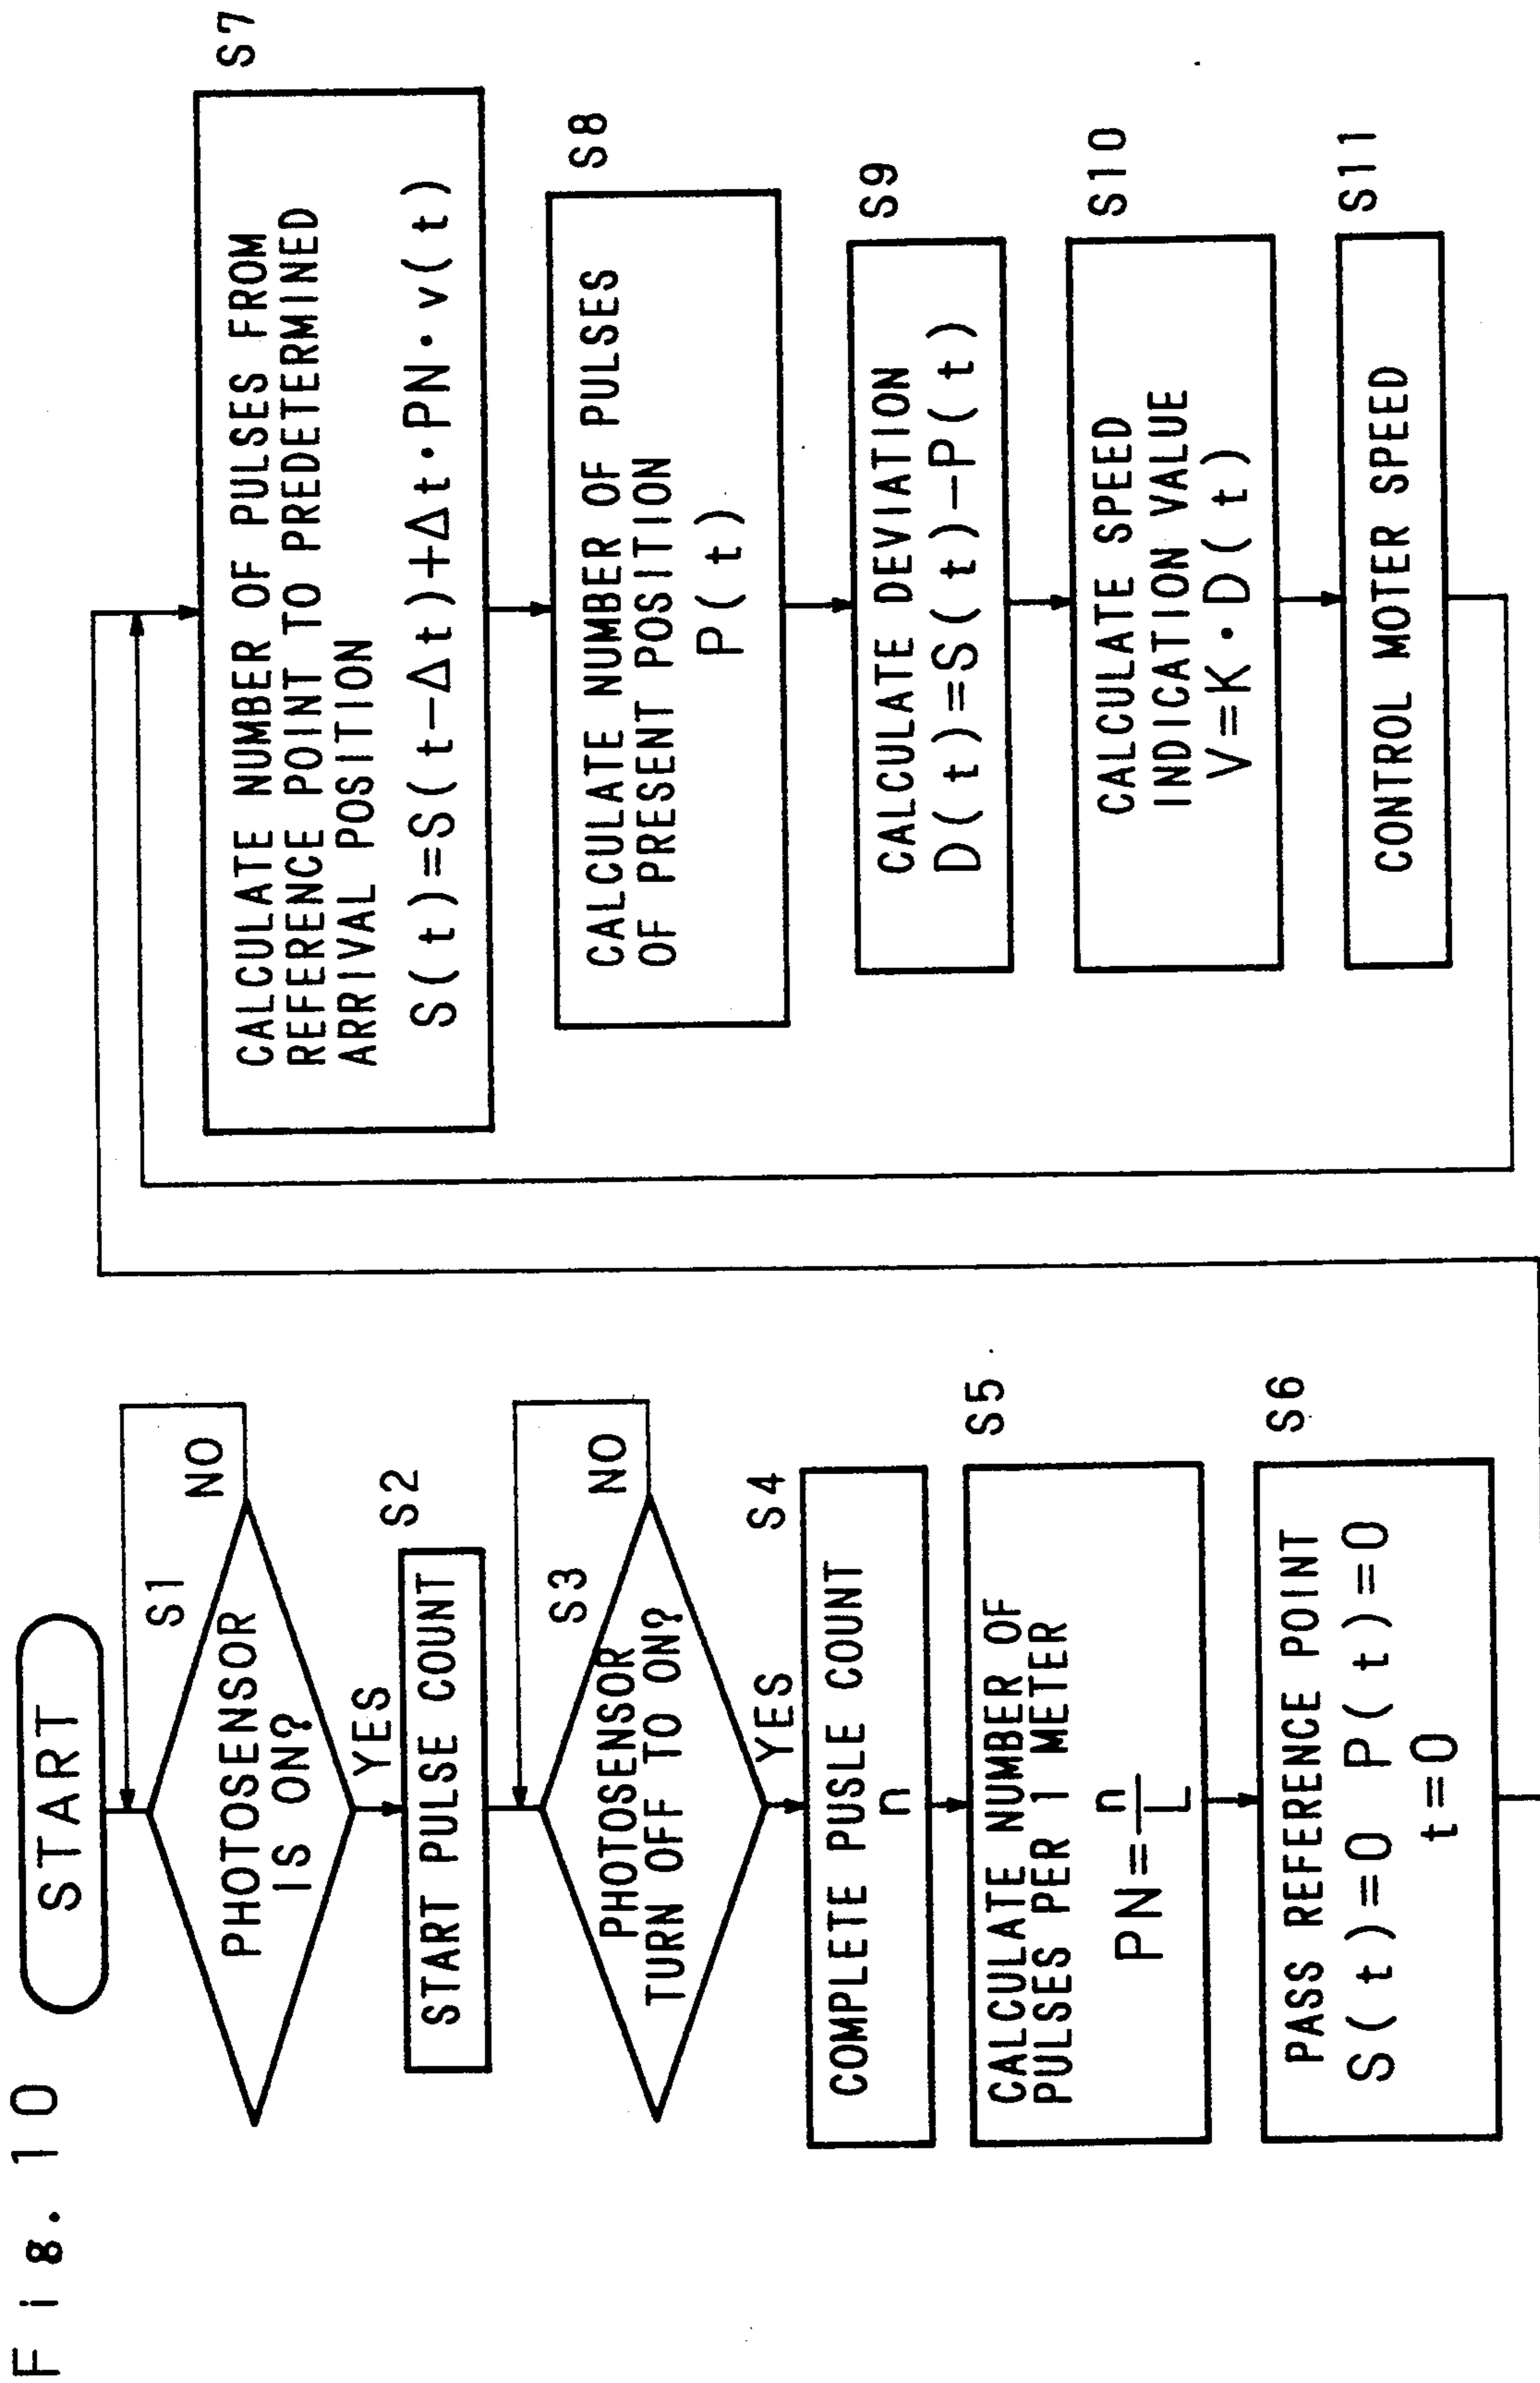 Fig. 10
START
S1
PHOTOSENSOR
IS ON?
NO
YES
S2
START PULSE COUNT
S3
PHOTOSENSOR
TURN OFF TO ON?
NO
YES
S4
COMPLETE PUSLE COUNT
n
S5
CALCULATE NUMBER OF
PULSES PER 1 METER
PN=n/L
S6
PASS REFERENCE POINT
S(t)=0 P(t)=0
t=0
S7
CALCULATE NUMBER OF PULSES FROM
REFERENCE POINT TO PREDETERMINED
ARRIVAL POSITION
S(t)=S(t−Δt)+Δt·PN·v(t)
S8
CALCULATE NUMBER OF PULSES
OF PRESENT POSITION
P(t)
S9
CALCULATE DEVIATION
D(t)=S(t)−P(t)
S10
CALCULATE SPEED
INDICATION VALUE
V=K·D(t)
S11
CONTROL MOTER SPEED